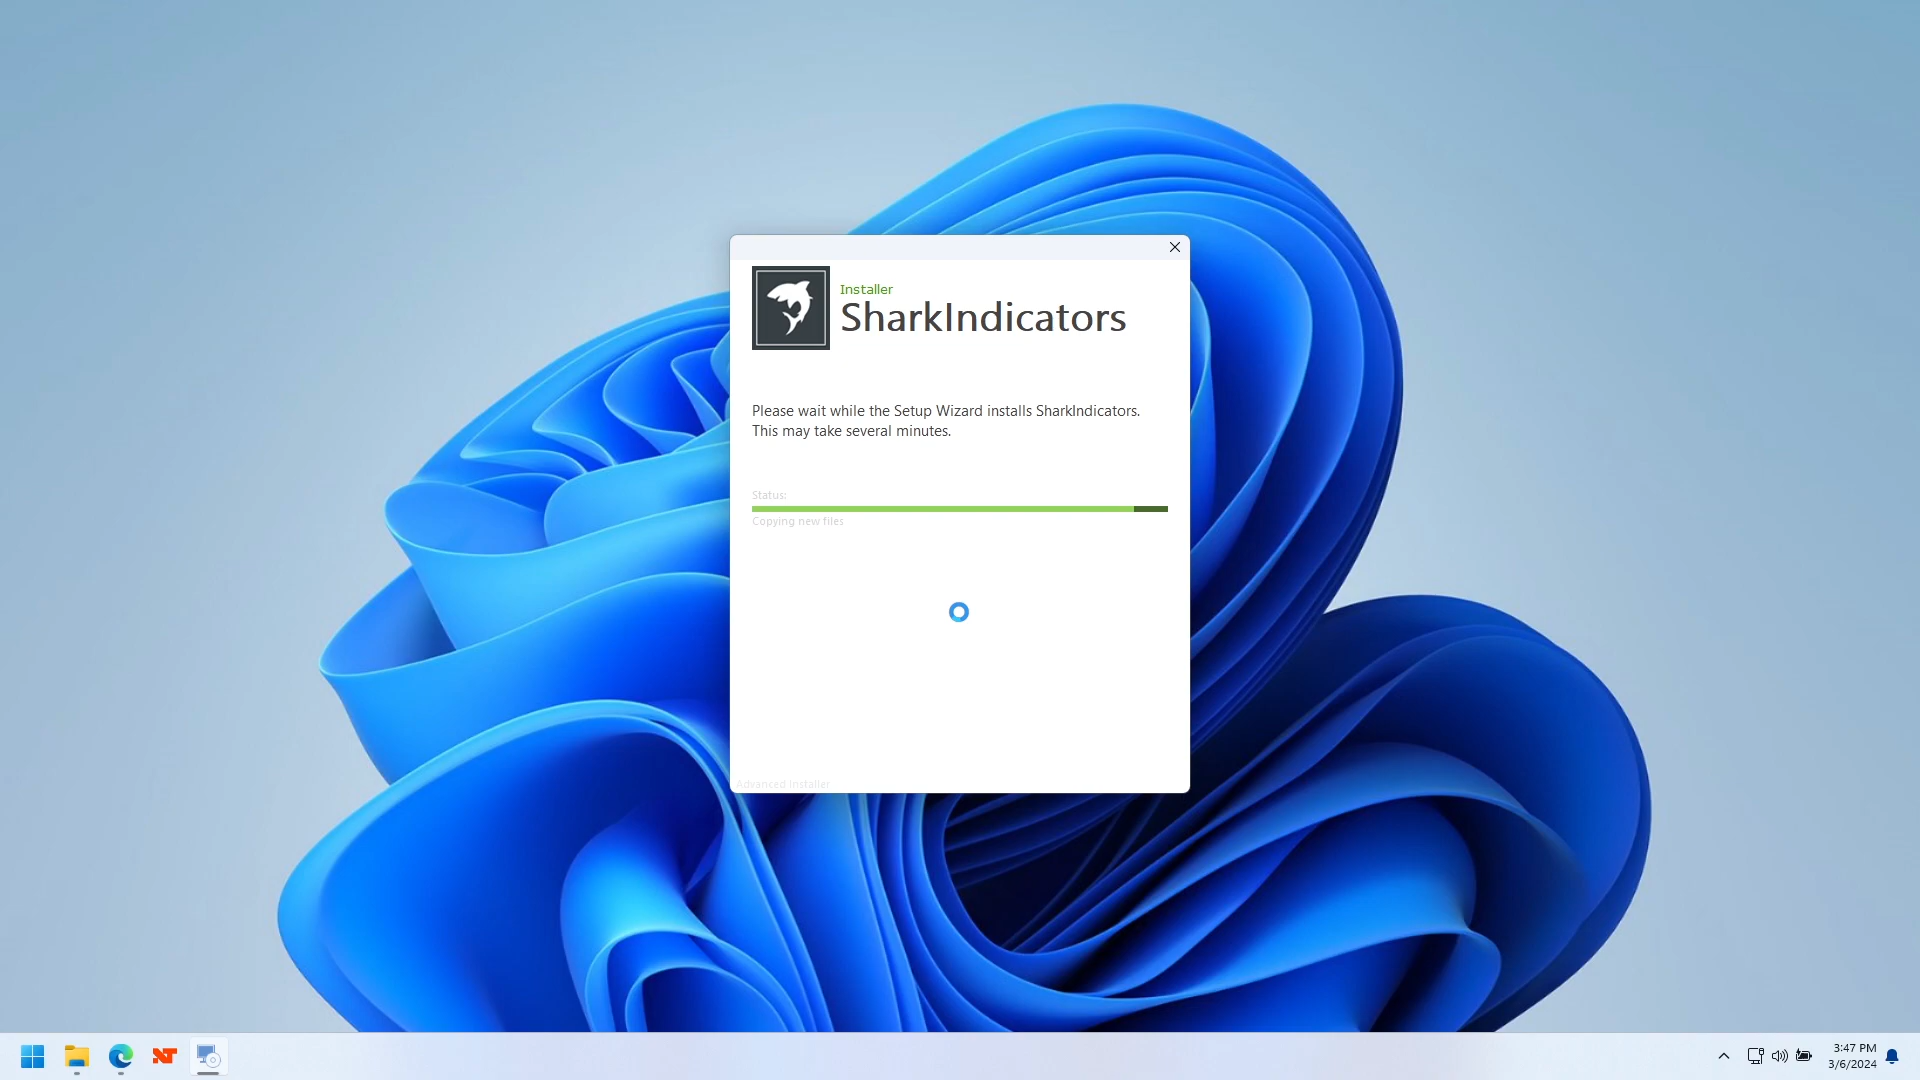 Installer
SharkIndicators
Please wait while the Setup Wizard installs SharkIndicators.
This may take several minutes.
Status:
Copying new files
Advanced Installer
3:47 PM
3/6/2024